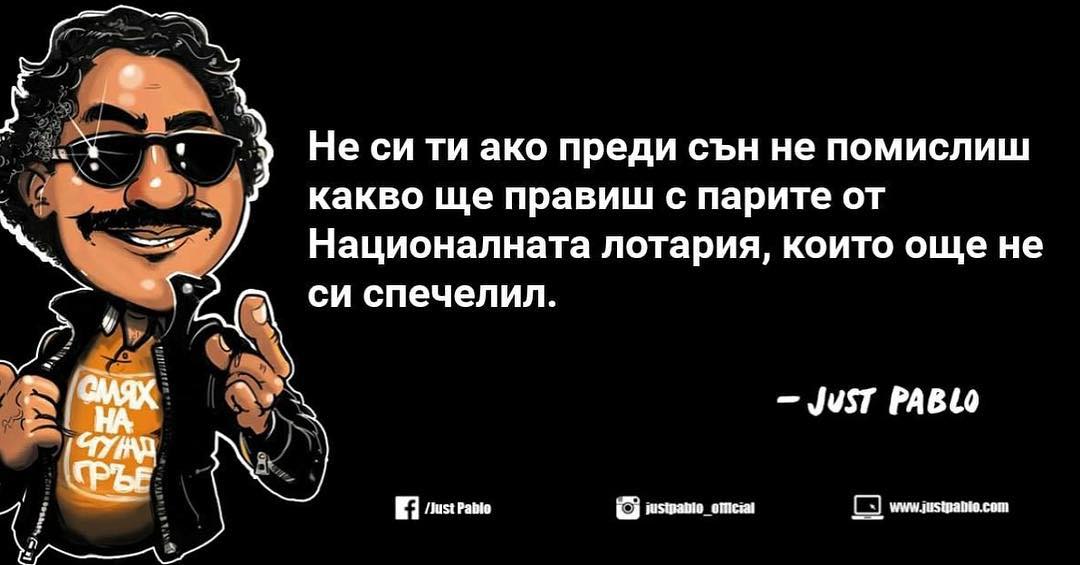 Не си ти ако преди сън не помислиш
какво ще правиш с парите от
Националната лотария, които още не
си спечелил.
– JUST PABLO
СМЯХ
НА
ЧУЖД
ГРЪБ
/Just Pablo
justpablo_official
www.justpablo.com